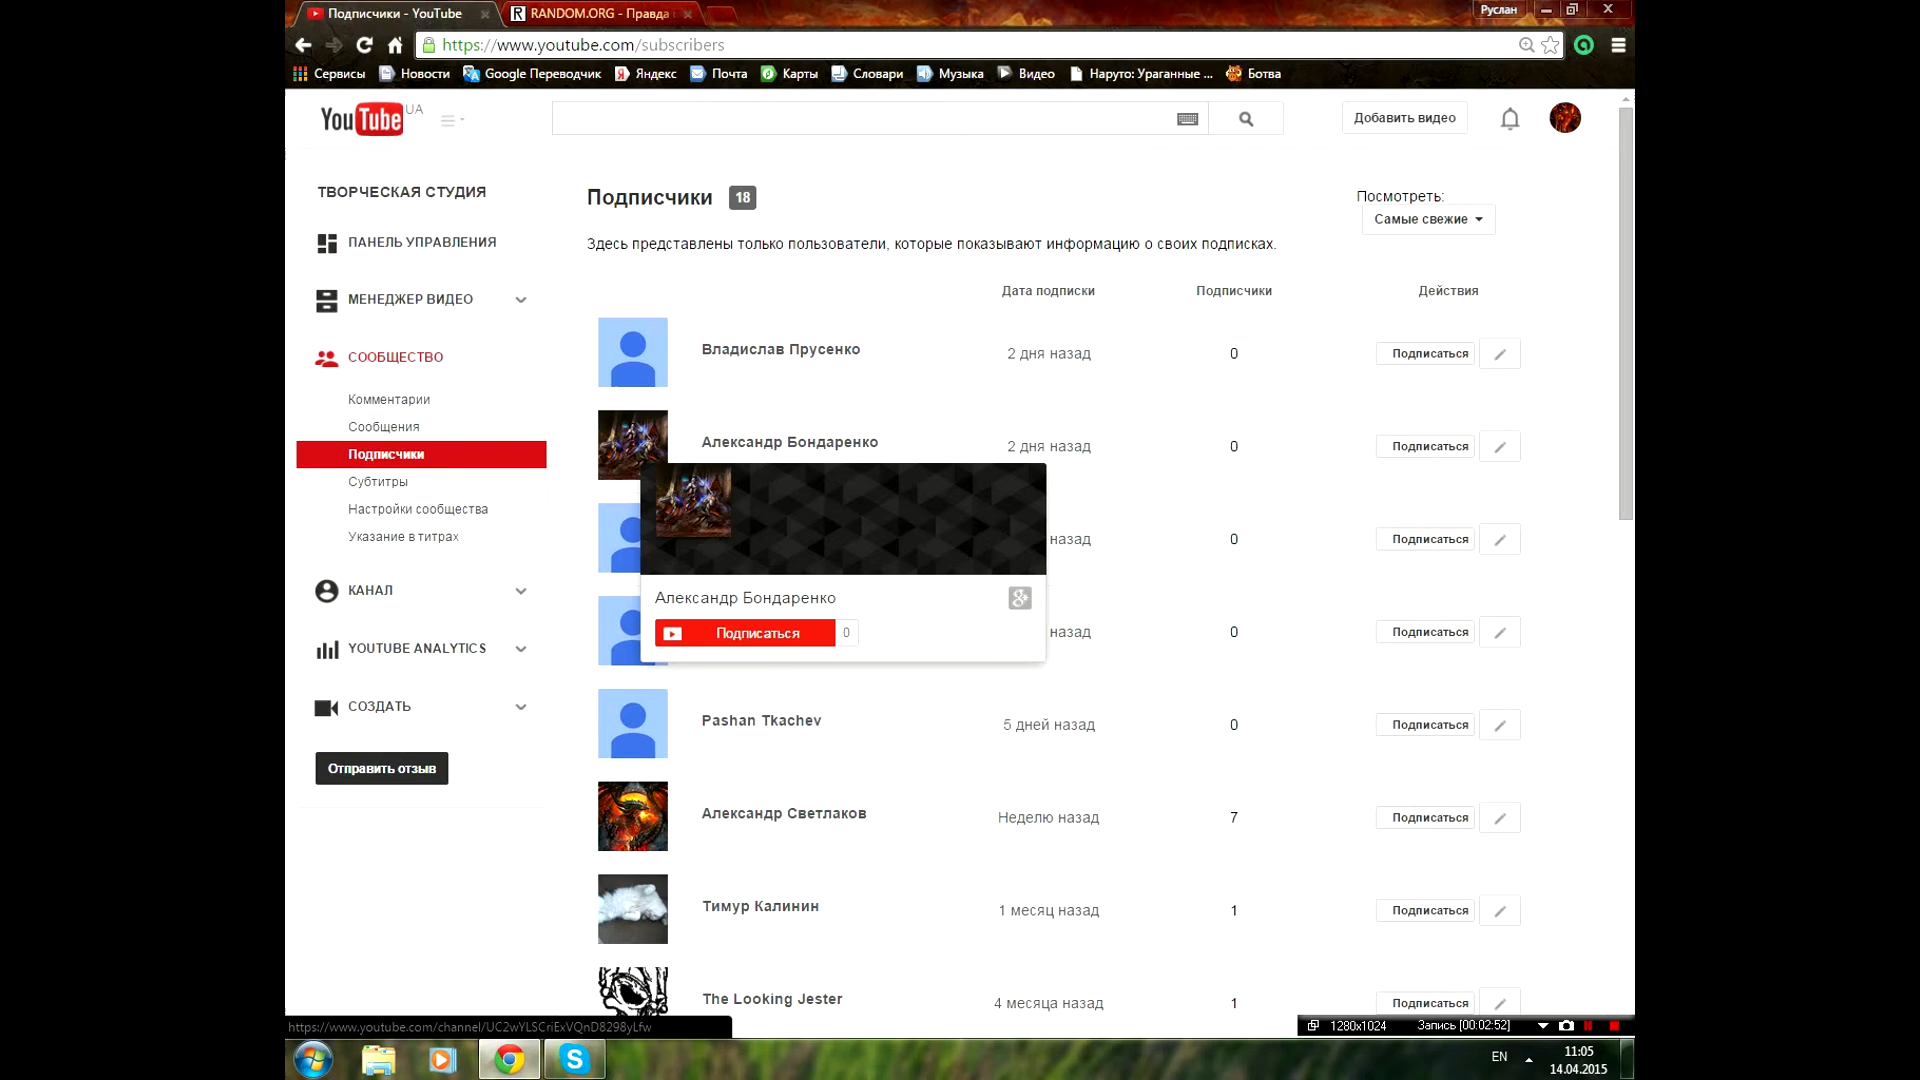 Подписчики - YouTube
RANDOM.ORG - Правда
Руслан
https://www.youtube.com/subscribers
Сервисы Новости Google Переводчик Яндекс Почта Карты Словари Музыка Видео Наруто: Ураганные ... Ботва
YouTube UA
Добавить видео
ТВОРЧЕСКАЯ СТУДИЯ
ПАНЕЛЬ УПРАВЛЕНИЯ
МЕНЕДЖЕР ВИДЕО
СООБЩЕСТВО
Комментарии
Сообщения
Подписчики
Субтитры
Настройки сообщества
Указание в титрах
КАНАЛ
YOUTUBE ANALYTICS
СОЗДАТЬ
Отправить отзыв
Подписчики 18
Посмотреть:
Самые свежие
Здесь представлены только пользователи, которые показывают информацию о своих подписках.
Дата подписки Подписчики Действия
Владислав Прусенко 2 дня назад 0 Подписаться
Александр Бондаренко 2 дня назад 0 Подписаться
назад 0 Подписаться
Александр Бондаренко
Подписаться 0
назад 0 Подписаться
Pashan Tkachev 5 дней назад 0 Подписаться
Александр Светлаков Неделю назад 7 Подписаться
Тимур Калинин 1 месяц назад 1 Подписаться
The Looking Jester 4 месяца назад 1 Подписаться
https://www.youtube.com/channel/UC2wYLSCriExVQnD8298yLfw
1280x1024 Запись [00:02:52]
EN
11:05
14.04.2015